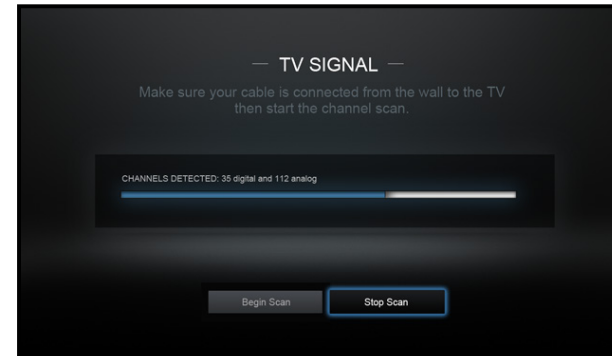 — TV SIGNAL —
Make sure your cable is connected from the wall to the TV
then start the channel scan.
CHANNELS DETECTED: 35 digital and 112 analog
Begin Scan
Stop Scan